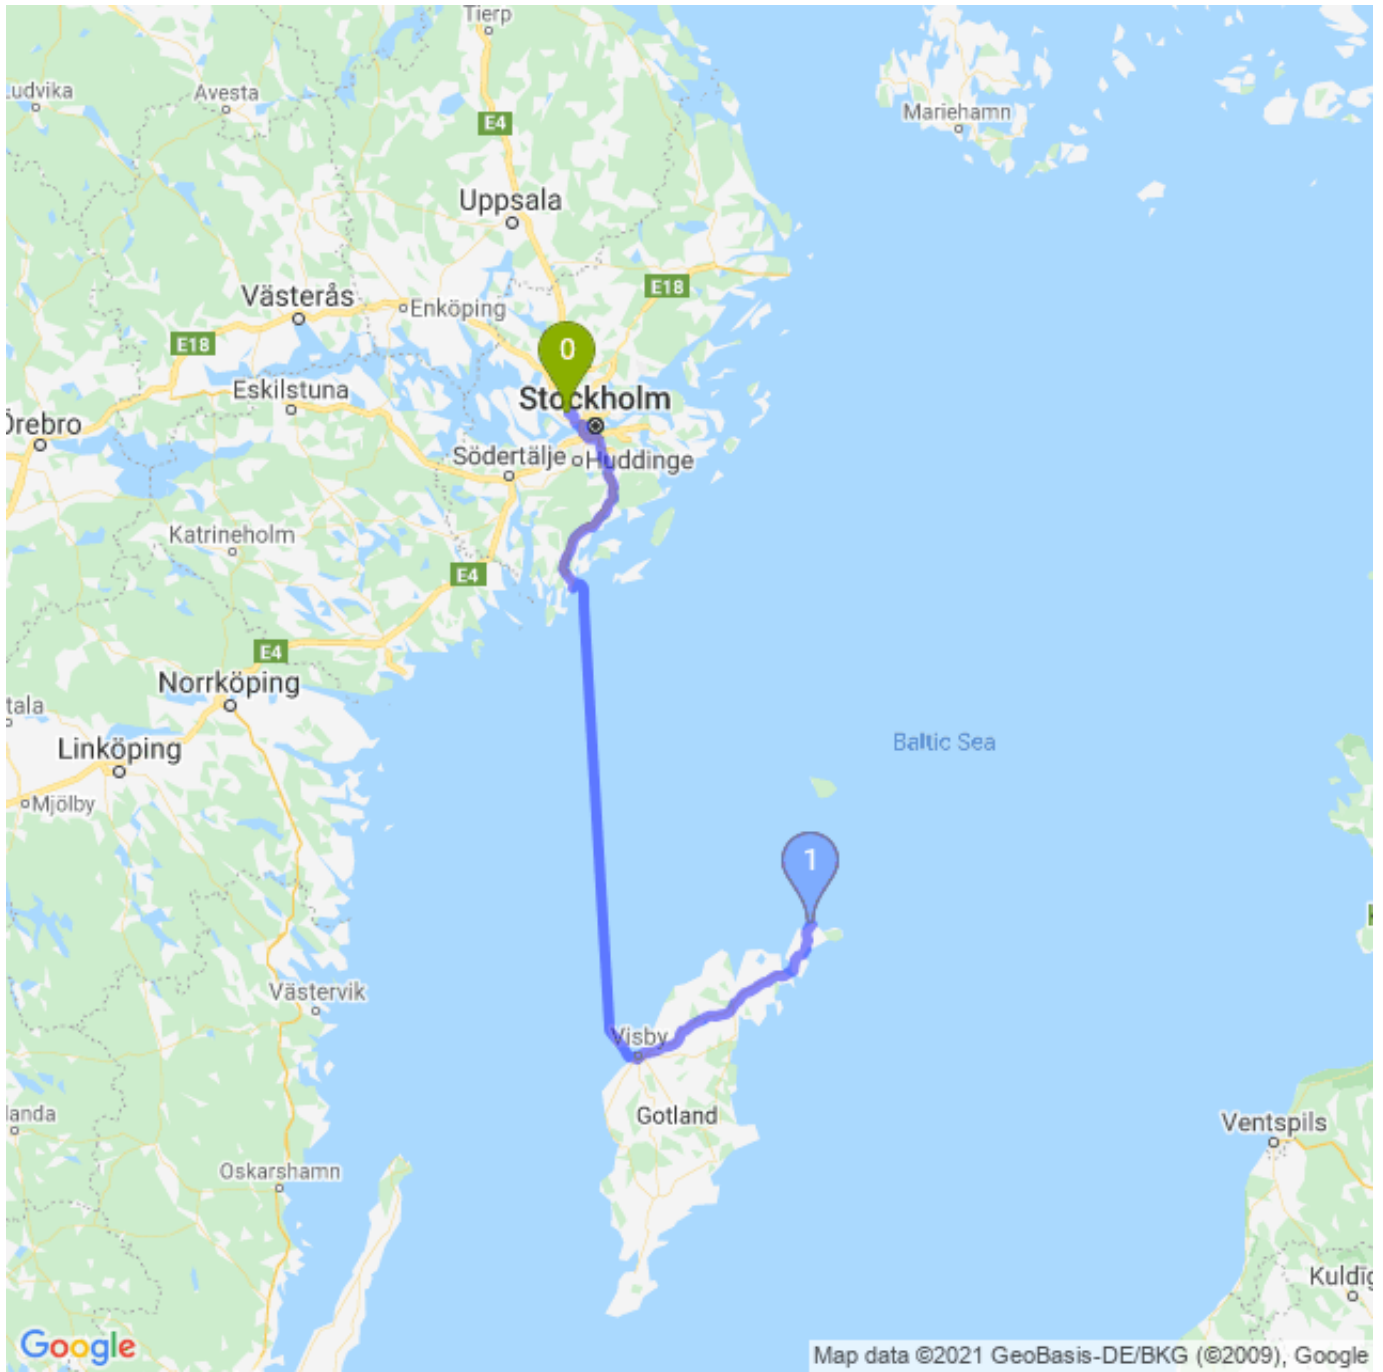 Tierp
Ludvika
Avesta
Mariehamn
E4
Uppsala
E18
Västerås
Enköping
E18
0
Eskilstuna
Stockholm
Örebro
Södertälje
Huddinge
Katrineholm
E4
E4
Norrköping
tala
Linköping
Baltic Sea
Mjölby
1
Västervik
Visby
Gotland
landa
Ventspils
Oskarshamn
Kuldīg
Google
Map data ©2021 GeoBasis-DE/BKG (©2009), Google